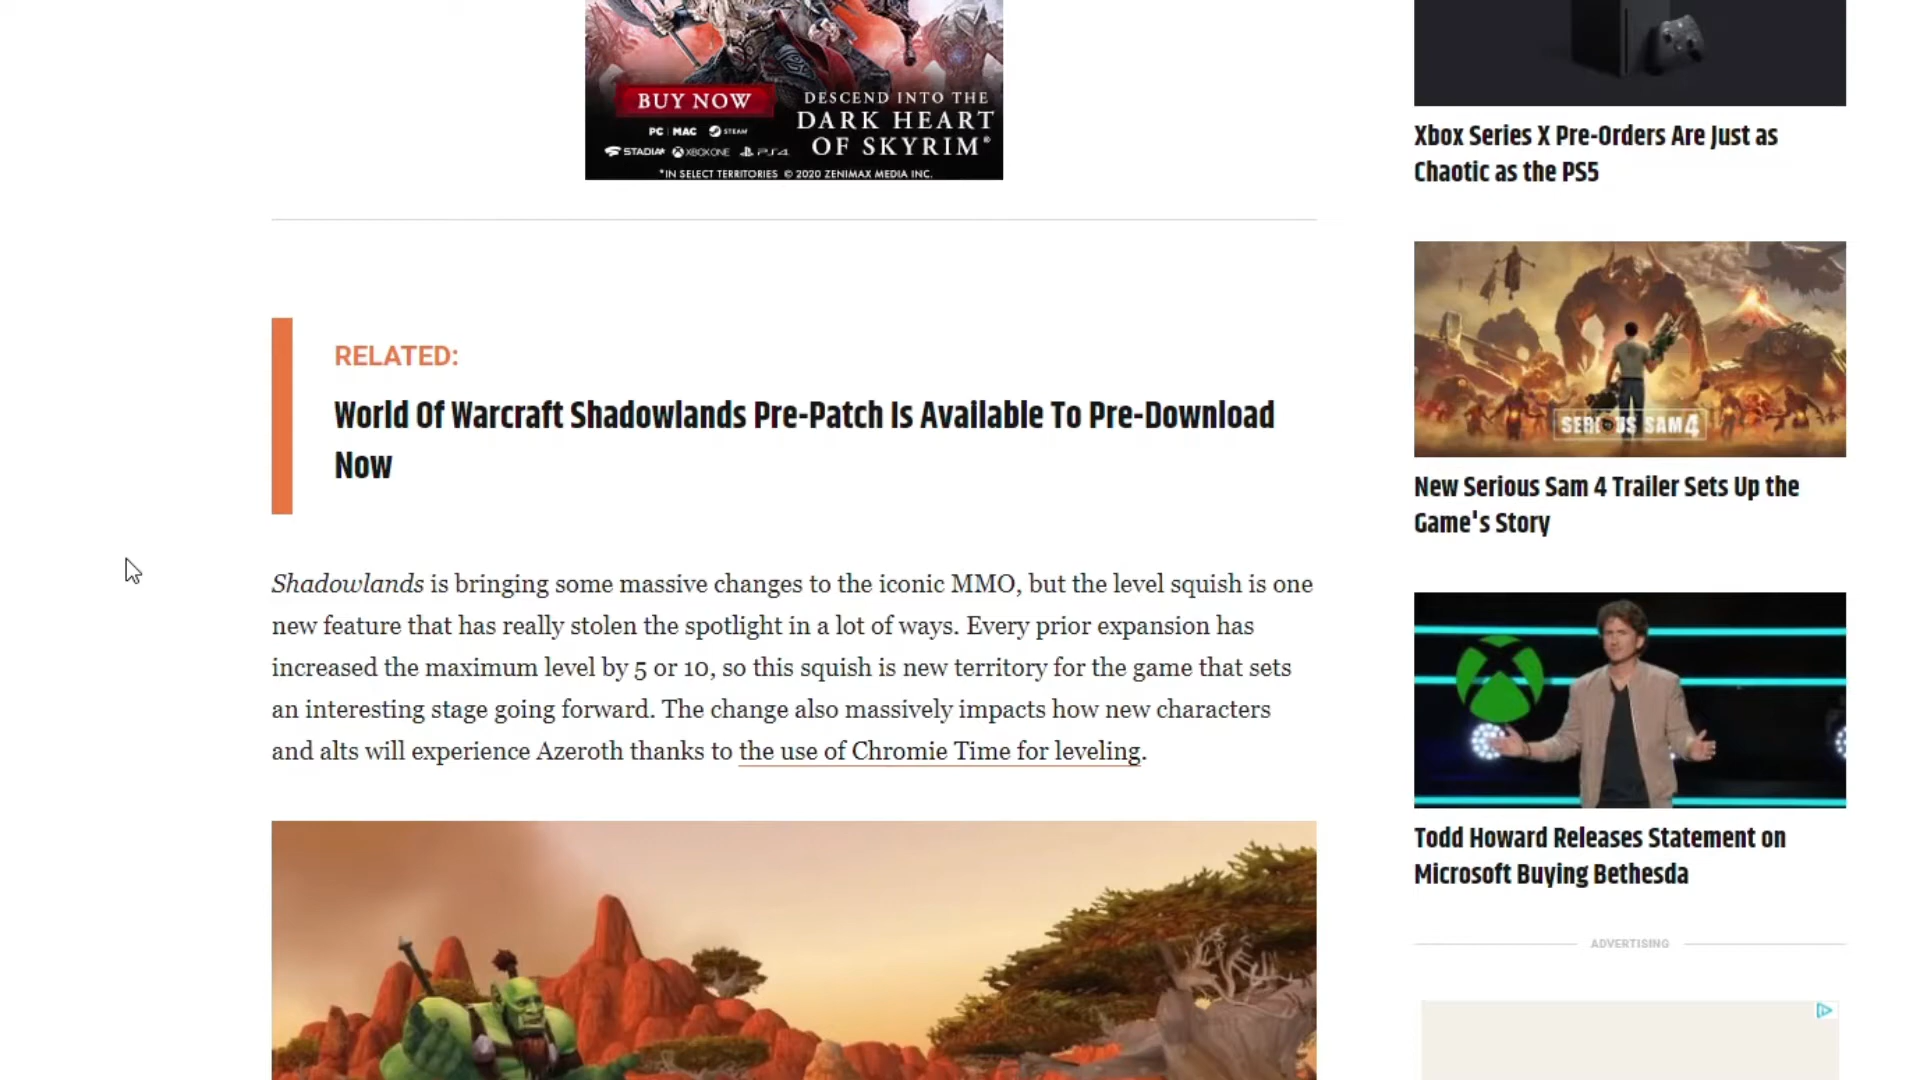 BUY NOW
DESCEND INTO THE
DARK HEART
OF SKYRIM®
PC | MAC STEAM
STADIA XBOX ONE PS4
*IN SELECT TERRITORIES © 2020 ZENIMAX MEDIA INC.
RELATED:
World Of Warcraft Shadowlands Pre-Patch Is Available To Pre-Download
Now
Shadowlands is bringing some massive changes to the iconic MMO, but the level squish is one
new feature that has really stolen the spotlight in a lot of ways. Every prior expansion has
increased the maximum level by 5 or 10, so this squish is new territory for the game that sets
an interesting stage going forward. The change also massively impacts how new characters
and alts will experience Azeroth thanks to the use of Chromie Time for leveling.
Xbox Series X Pre-Orders Are Just as
Chaotic as the PS5
SERIOUS SAM 4
New Serious Sam 4 Trailer Sets Up the
Game's Story
Todd Howard Releases Statement on
Microsoft Buying Bethesda
ADVERTISING